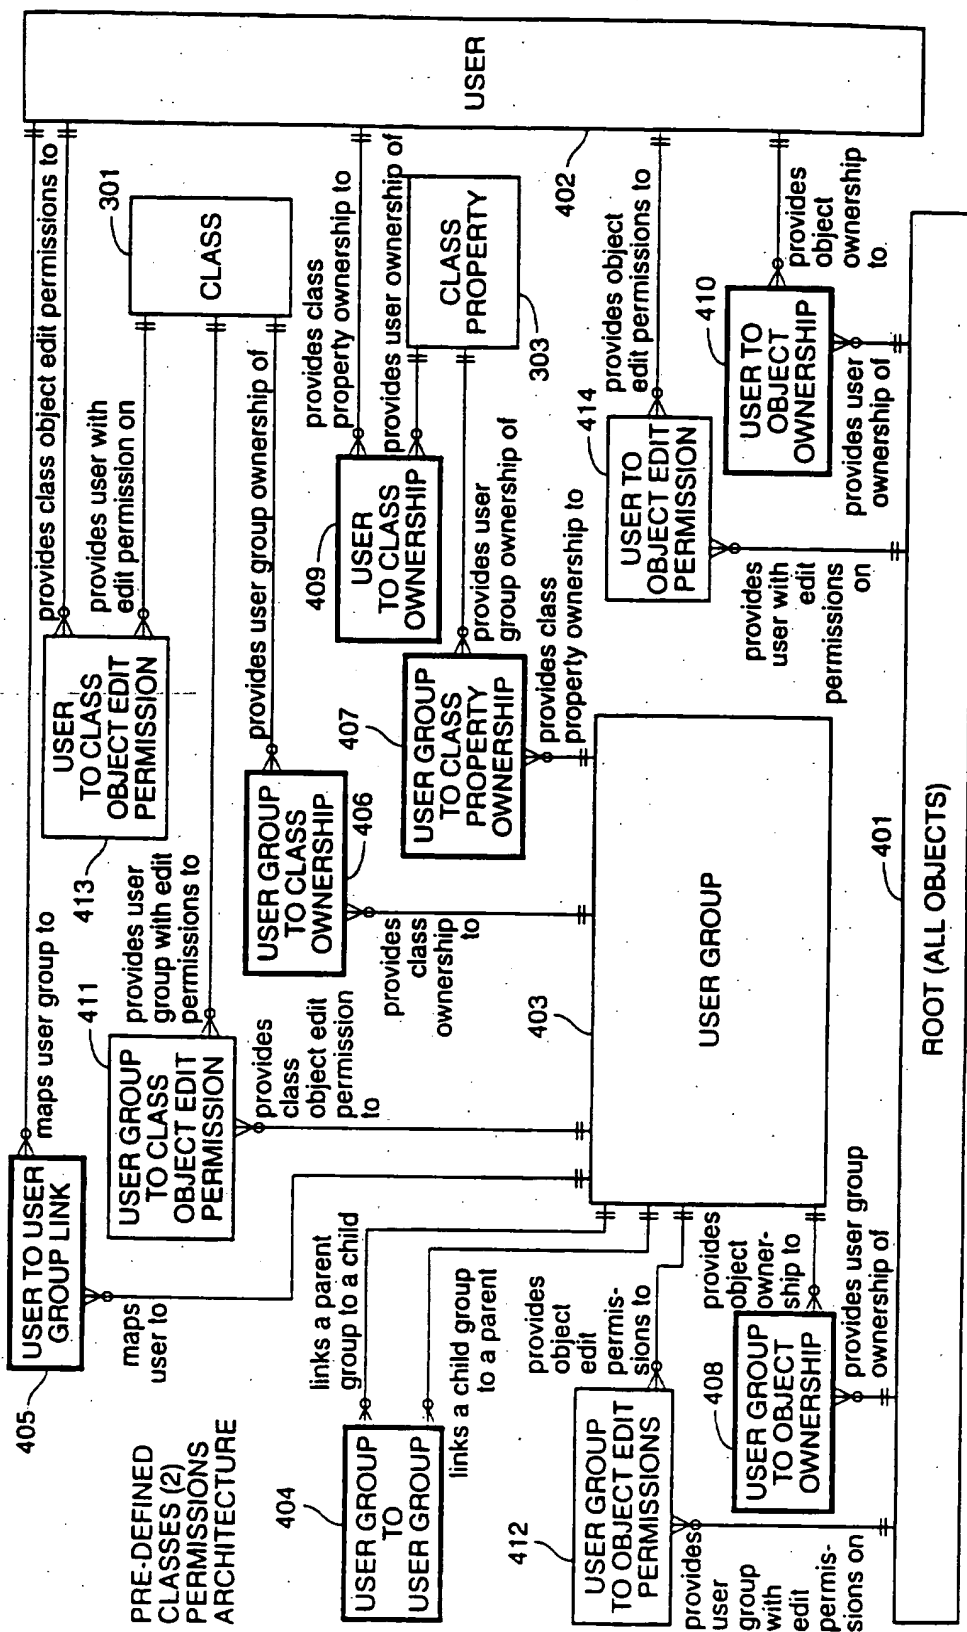 PRE-DEFINED
CLASSES (2)
PERMISSIONS
ARCHITECTURE
405
USER TO USER
GROUP LINK
maps user group to
maps
user to
411
USER GROUP
TO CLASS
OBJECT EDIT
PERMISSION
provides user
group with edit
permissions to
provides
class
object edit
permission
to
413
USER
TO CLASS
OBJECT EDIT
PERMISSION
provides class object edit permissions to
provides user with
edit permission on
301
CLASS
USER GROUP
TO CLASS
OWNERSHIP
406
provides user group ownership of
provides
class
ownership
to
409
USER
TO CLASS
OWNERSHIP
provides class
property ownership to
provides user ownership of
CLASS
PROPERTY
303
407
USER GROUP
TO CLASS
PROPERTY
OWNERSHIP
provides user
group ownership of
provides class
property ownership to
404
USER GROUP
TO
USER GROUP
links a parent
group to a child
links a child group
to a parent
403
USER GROUP
412
USER GROUP
TO OBJECT EDIT
PERMISSIONS
provides
object
edit
permis-
sions to
provides
user
group
with
edit
permis-
sions on
408
USER GROUP
TO OBJECT
OWNERSHIP
provides
object
owner-
ship to
provides user group
ownership of
414
USER TO
OBJECT EDIT
PERMISSION
provides object
edit permissions to
provides
user with
edit
permissions
on
410
USER TO
OBJECT
OWNERSHIP
provides
object
ownership
to
provides user
ownership of
402
USER
401
ROOT (ALL OBJECTS)